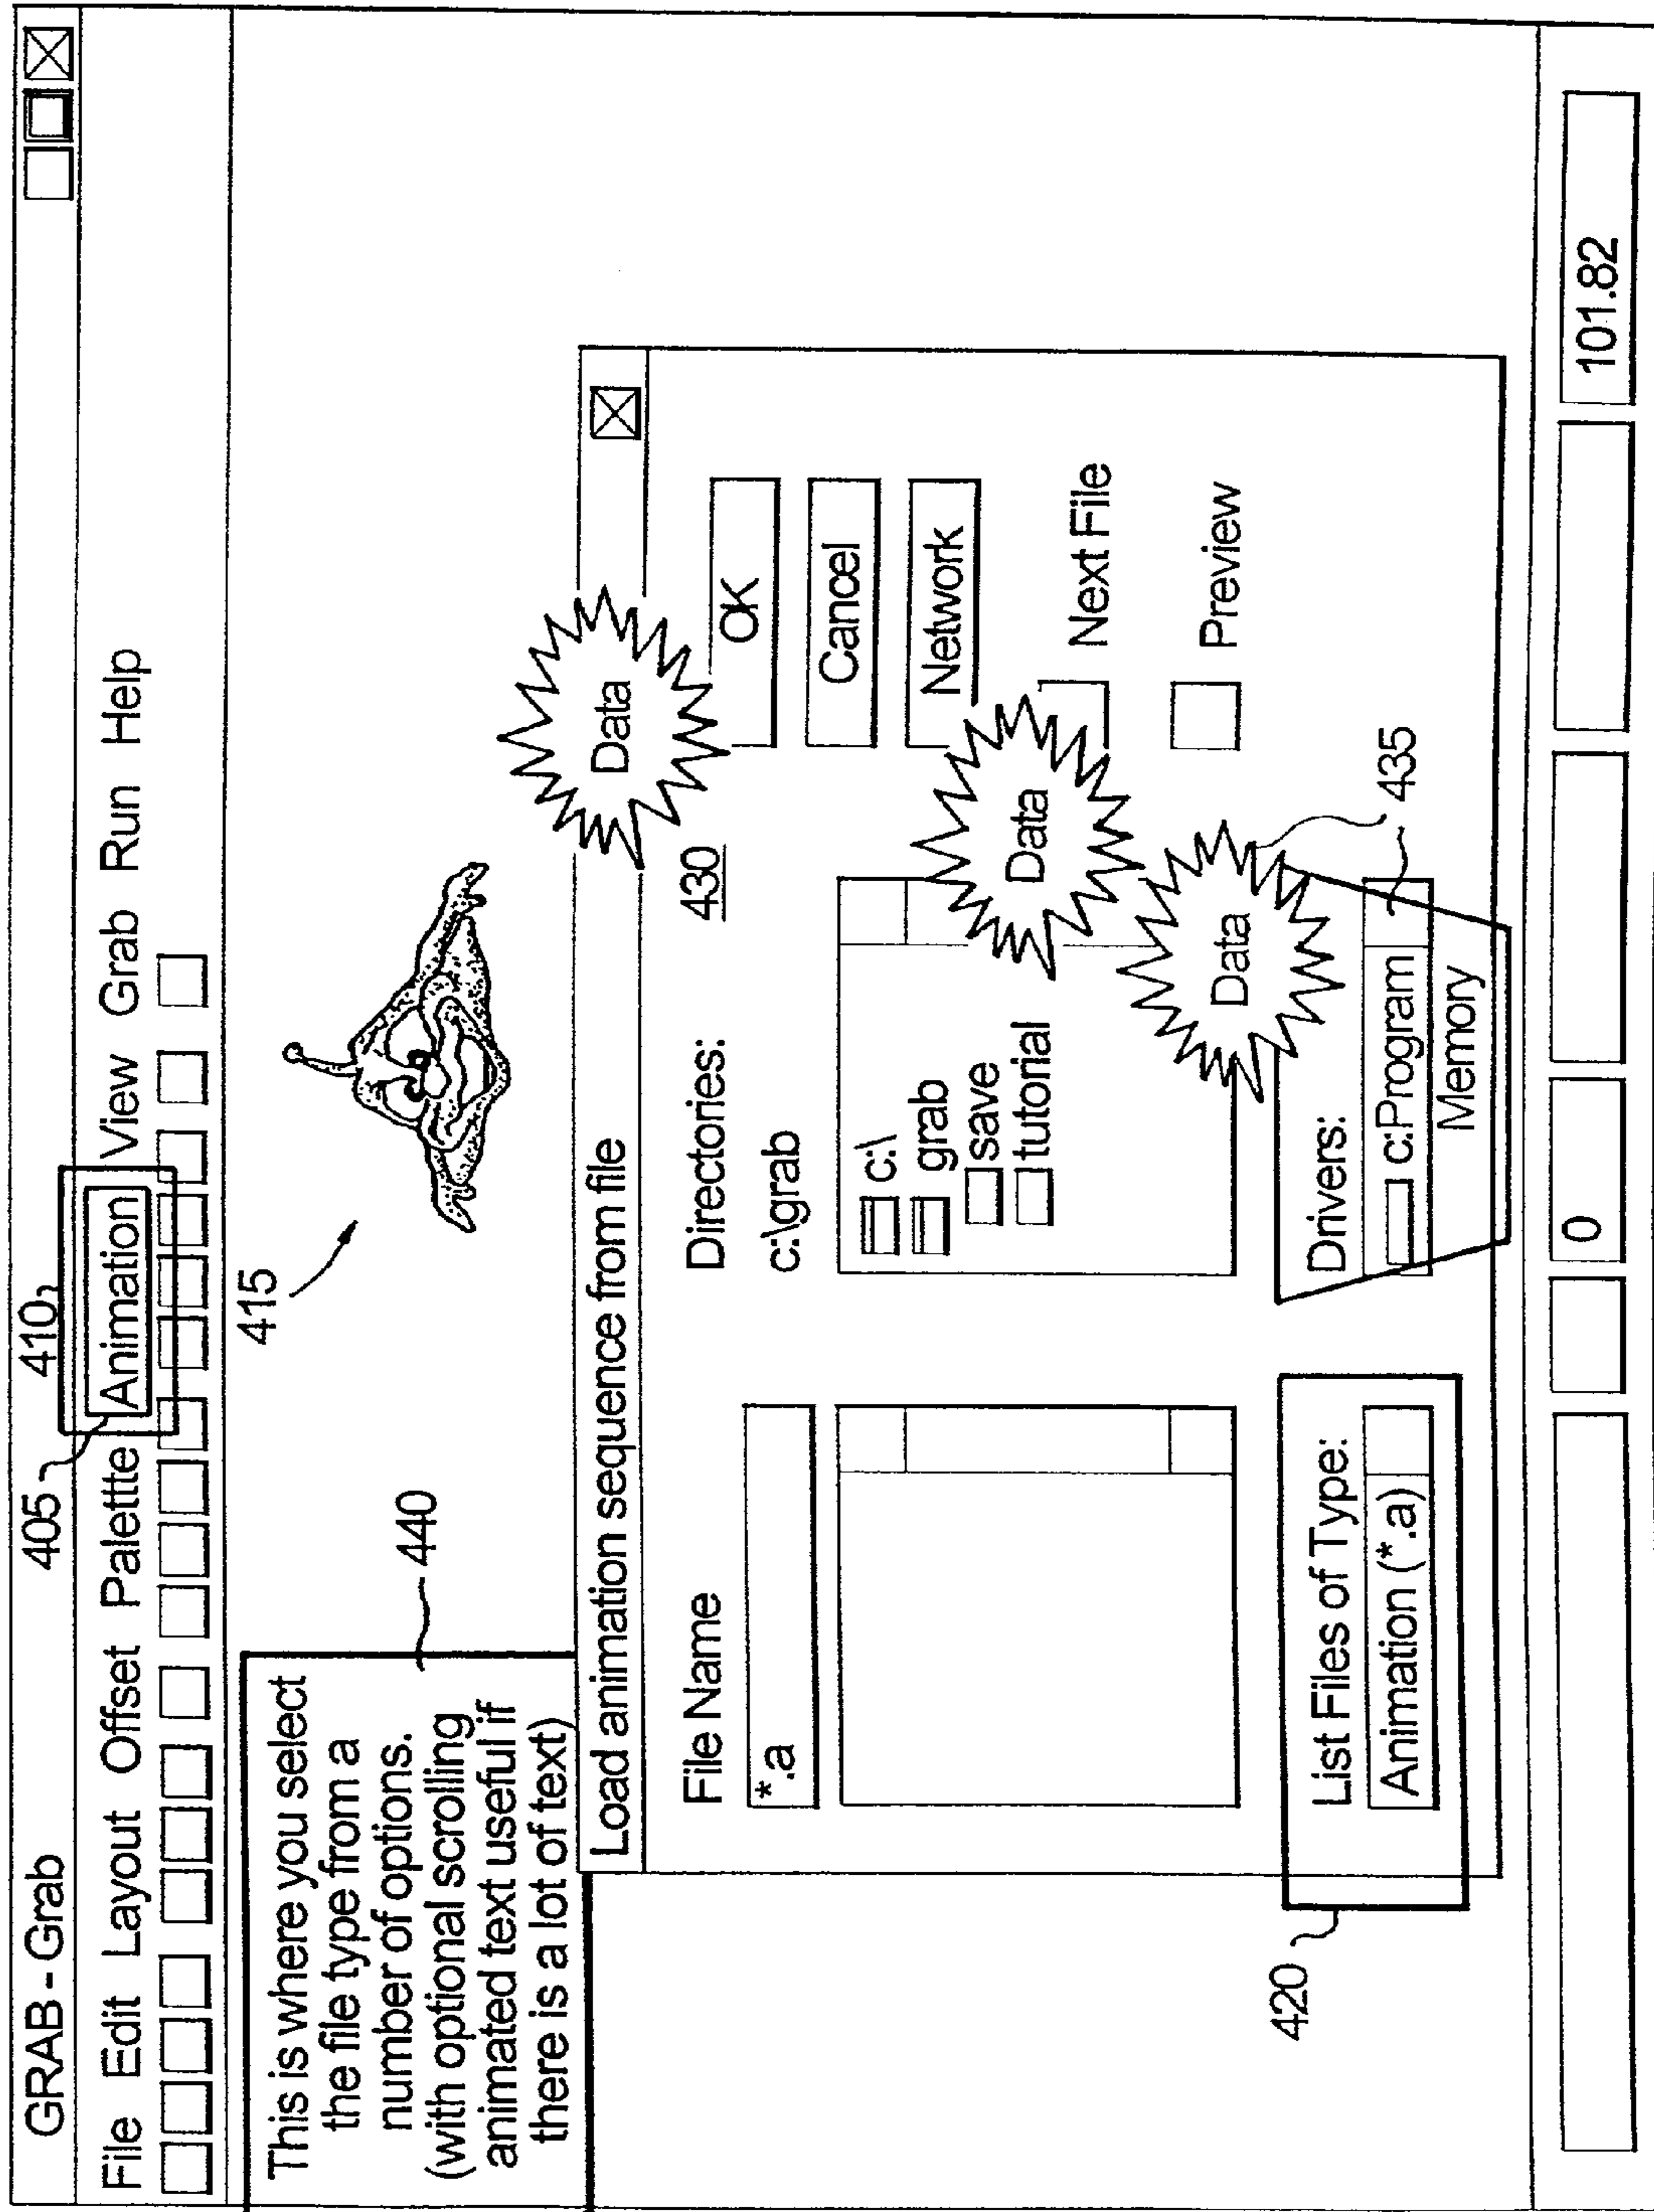 GRAB - Grab
405
410
File Edit Layout Offset Palettte Animation View Grab Run Help
This is where you select
the file type from a
number of options.
(with optional scrolling
animated text useful if
there is a lot of text)
440
415
Load animation sequence from file
Data
File Name
*.a
Directories:
430
c:\grab
OK
Cancel
Network
c:\
grab
save
tutorial
Data
Next File
Preview
Data
420
List Files of Type:
Animation (*.a)
Drivers:
c:Program
Memory
435
0
101.82